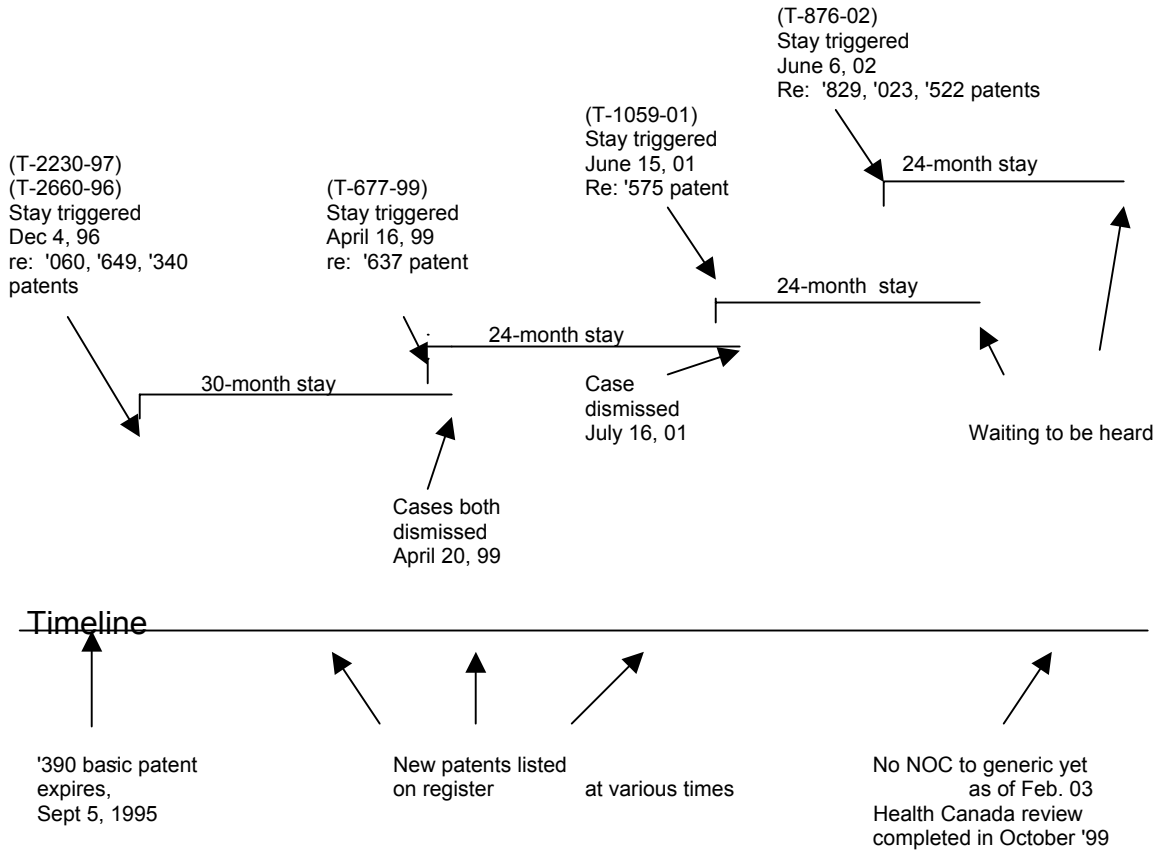 (T-876-02)
Stay triggered
June 6, 02
Re:  '829, '023, '522 patents
(T-1059-01)
Stay triggered
June 15, 01
Re: '575 patent
24-month stay
(T-2230-97)
(T-2660-96)
Stay triggered
Dec 4, 96
re:  '060, '649, '340
patents
(T-677-99)
Stay triggered
April 16, 99
re:  '637 patent
24-month  stay
24-month stay
30-month stay
Case
dismissed
July 16, 01
Waiting to be heard
Cases both
dismissed
April 20, 99
Timeline
'390 basic patent
expires,
Sept 5, 1995
New patents listed
on register
at various times
No NOC to generic yet
as of Feb. 03
Health Canada review
completed in October '99